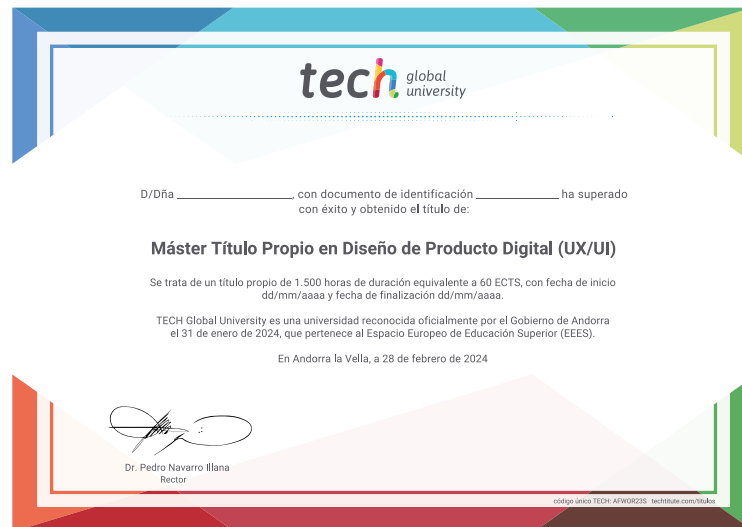 tech global
university
D/Dña ____________________, con documento de identificación ______________ ha superado
con éxito y obtenido el título de:
Máster Título Propio en Diseño de Producto Digital (UX/UI)
Se trata de un título propio de 1.500 horas de duración equivalente a 60 ECTS, con fecha de inicio
dd/mm/aaaa y fecha de finalización dd/mm/aaaa.
TECH Global University es una universidad reconocida oficialmente por el Gobierno de Andorra
el 31 de enero de 2024, que pertenece al Espacio Europeo de Educación Superior (EEES).
En Andorra la Vella, a 28 de febrero de 2024
Dr. Pedro Navarro Illana
Rector
código único TECH: AFWOR23S techtitute.com/titulos